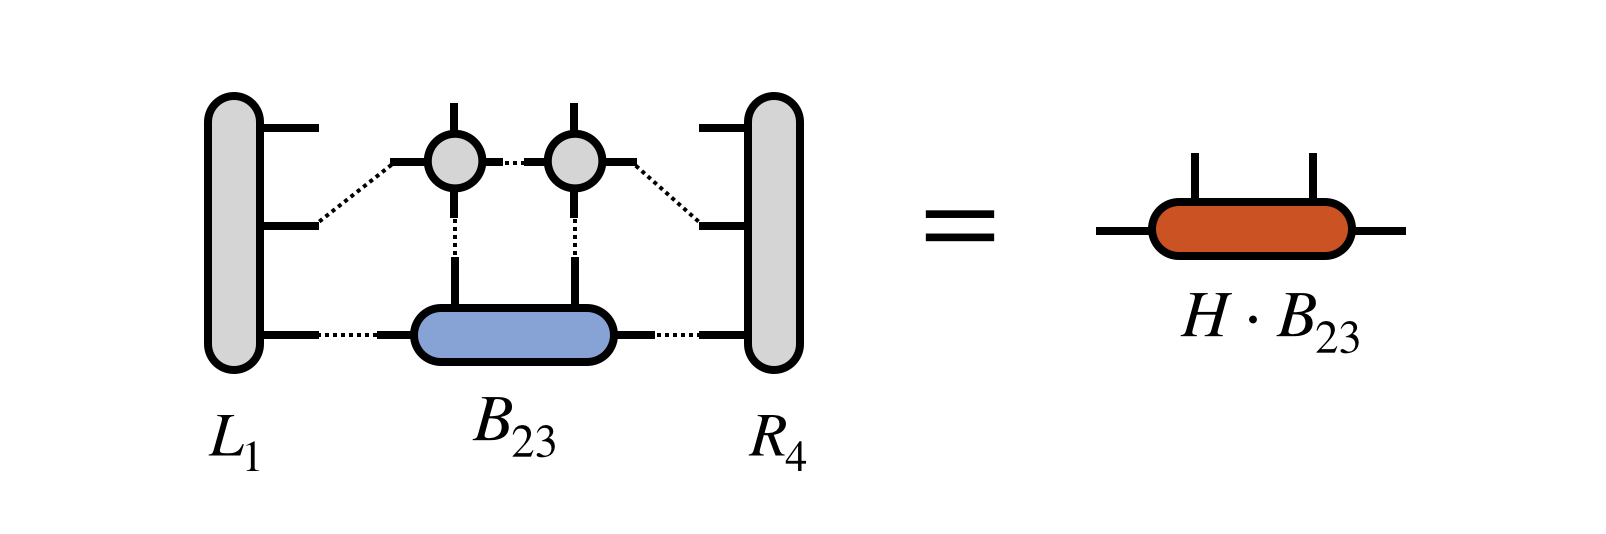 =
H · B₂₃
L₁
B₂₃
R₄